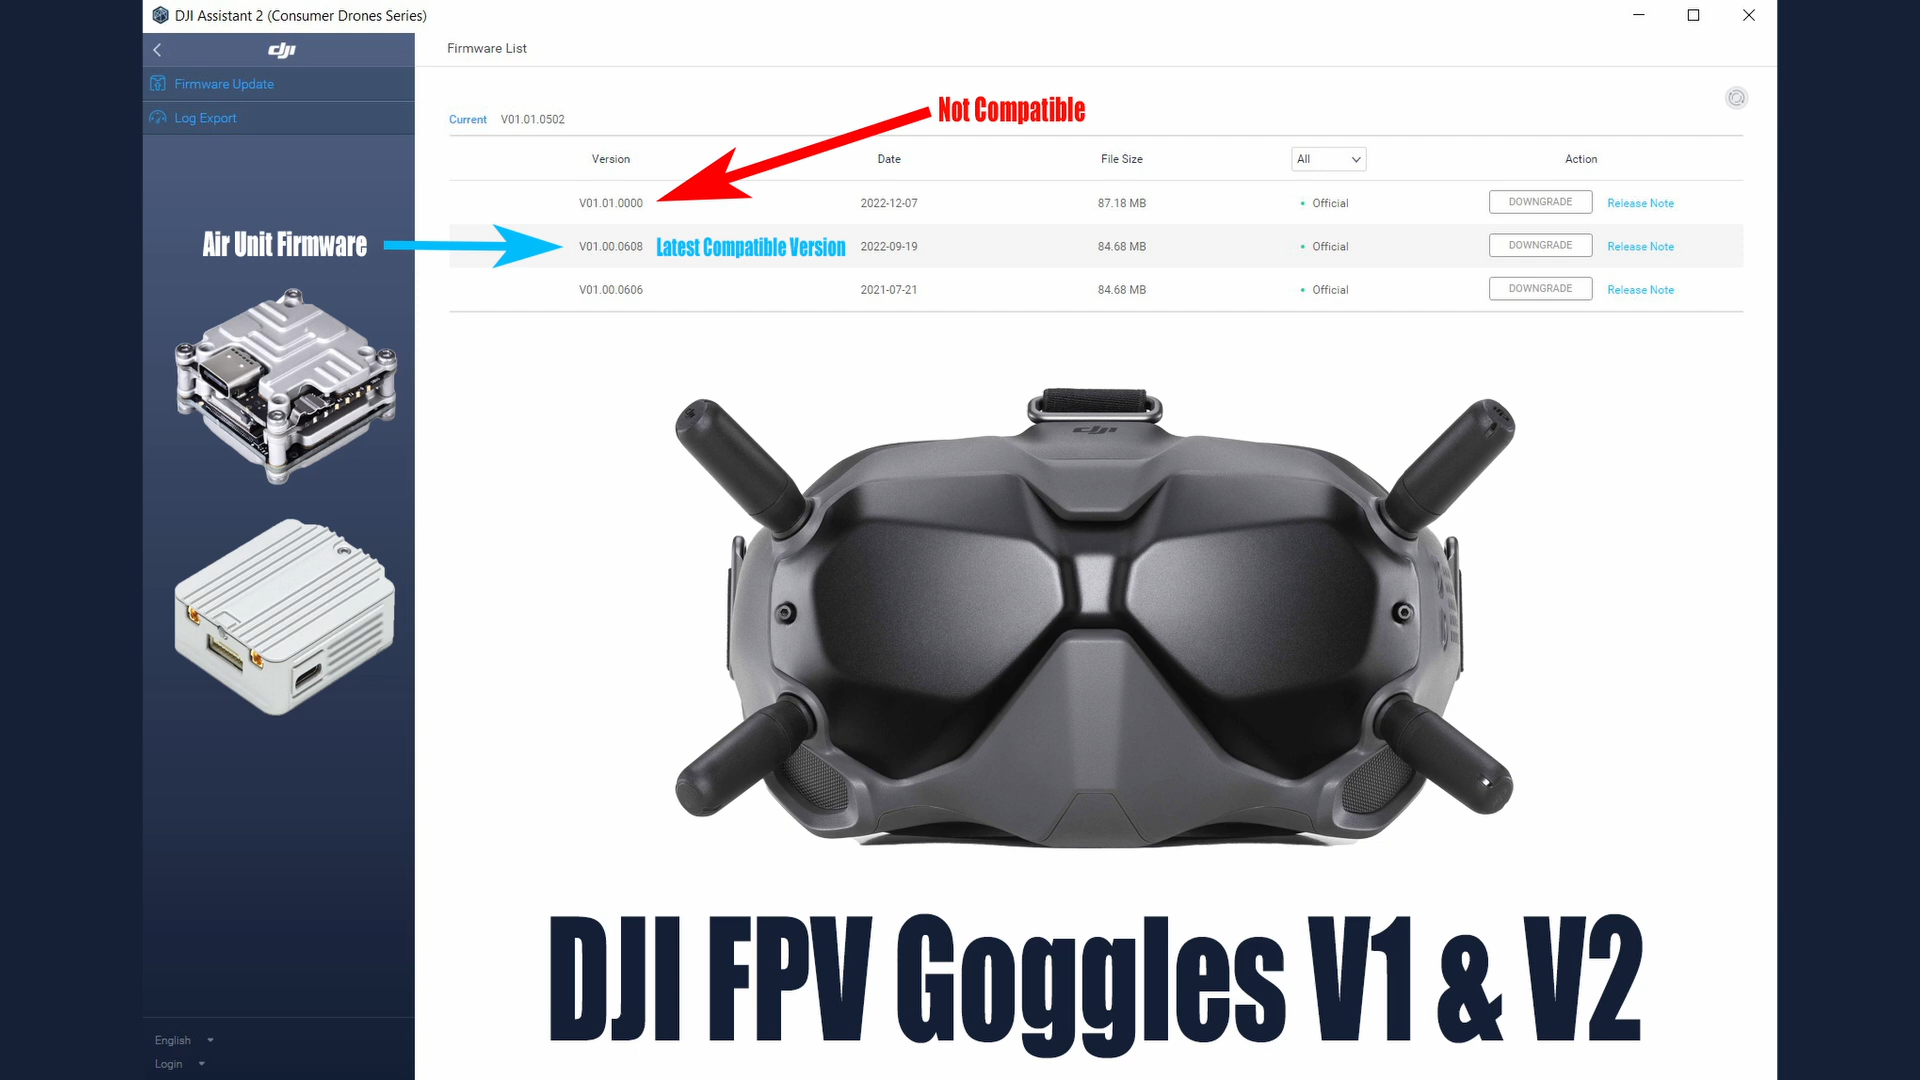 DJI Assistant 2 (Consumer Drones Series)
dji
Firmware List
Firmware Update
Log Export
Not Compatible
Current V01.01.0502
Version Date File Size All Action
V01.01.0000 2022-12-07 87.18 MB Official DOWNGRADE Release Note
Air Unit Firmware
V01.00.0608 Latest Compatible Version 2022-09-19 84.68 MB Official DOWNGRADE Release Note
V01.00.0606 2021-07-21 84.68 MB Official DOWNGRADE Release Note
dji
DJI FPV Goggles V1 & V2
English
Login